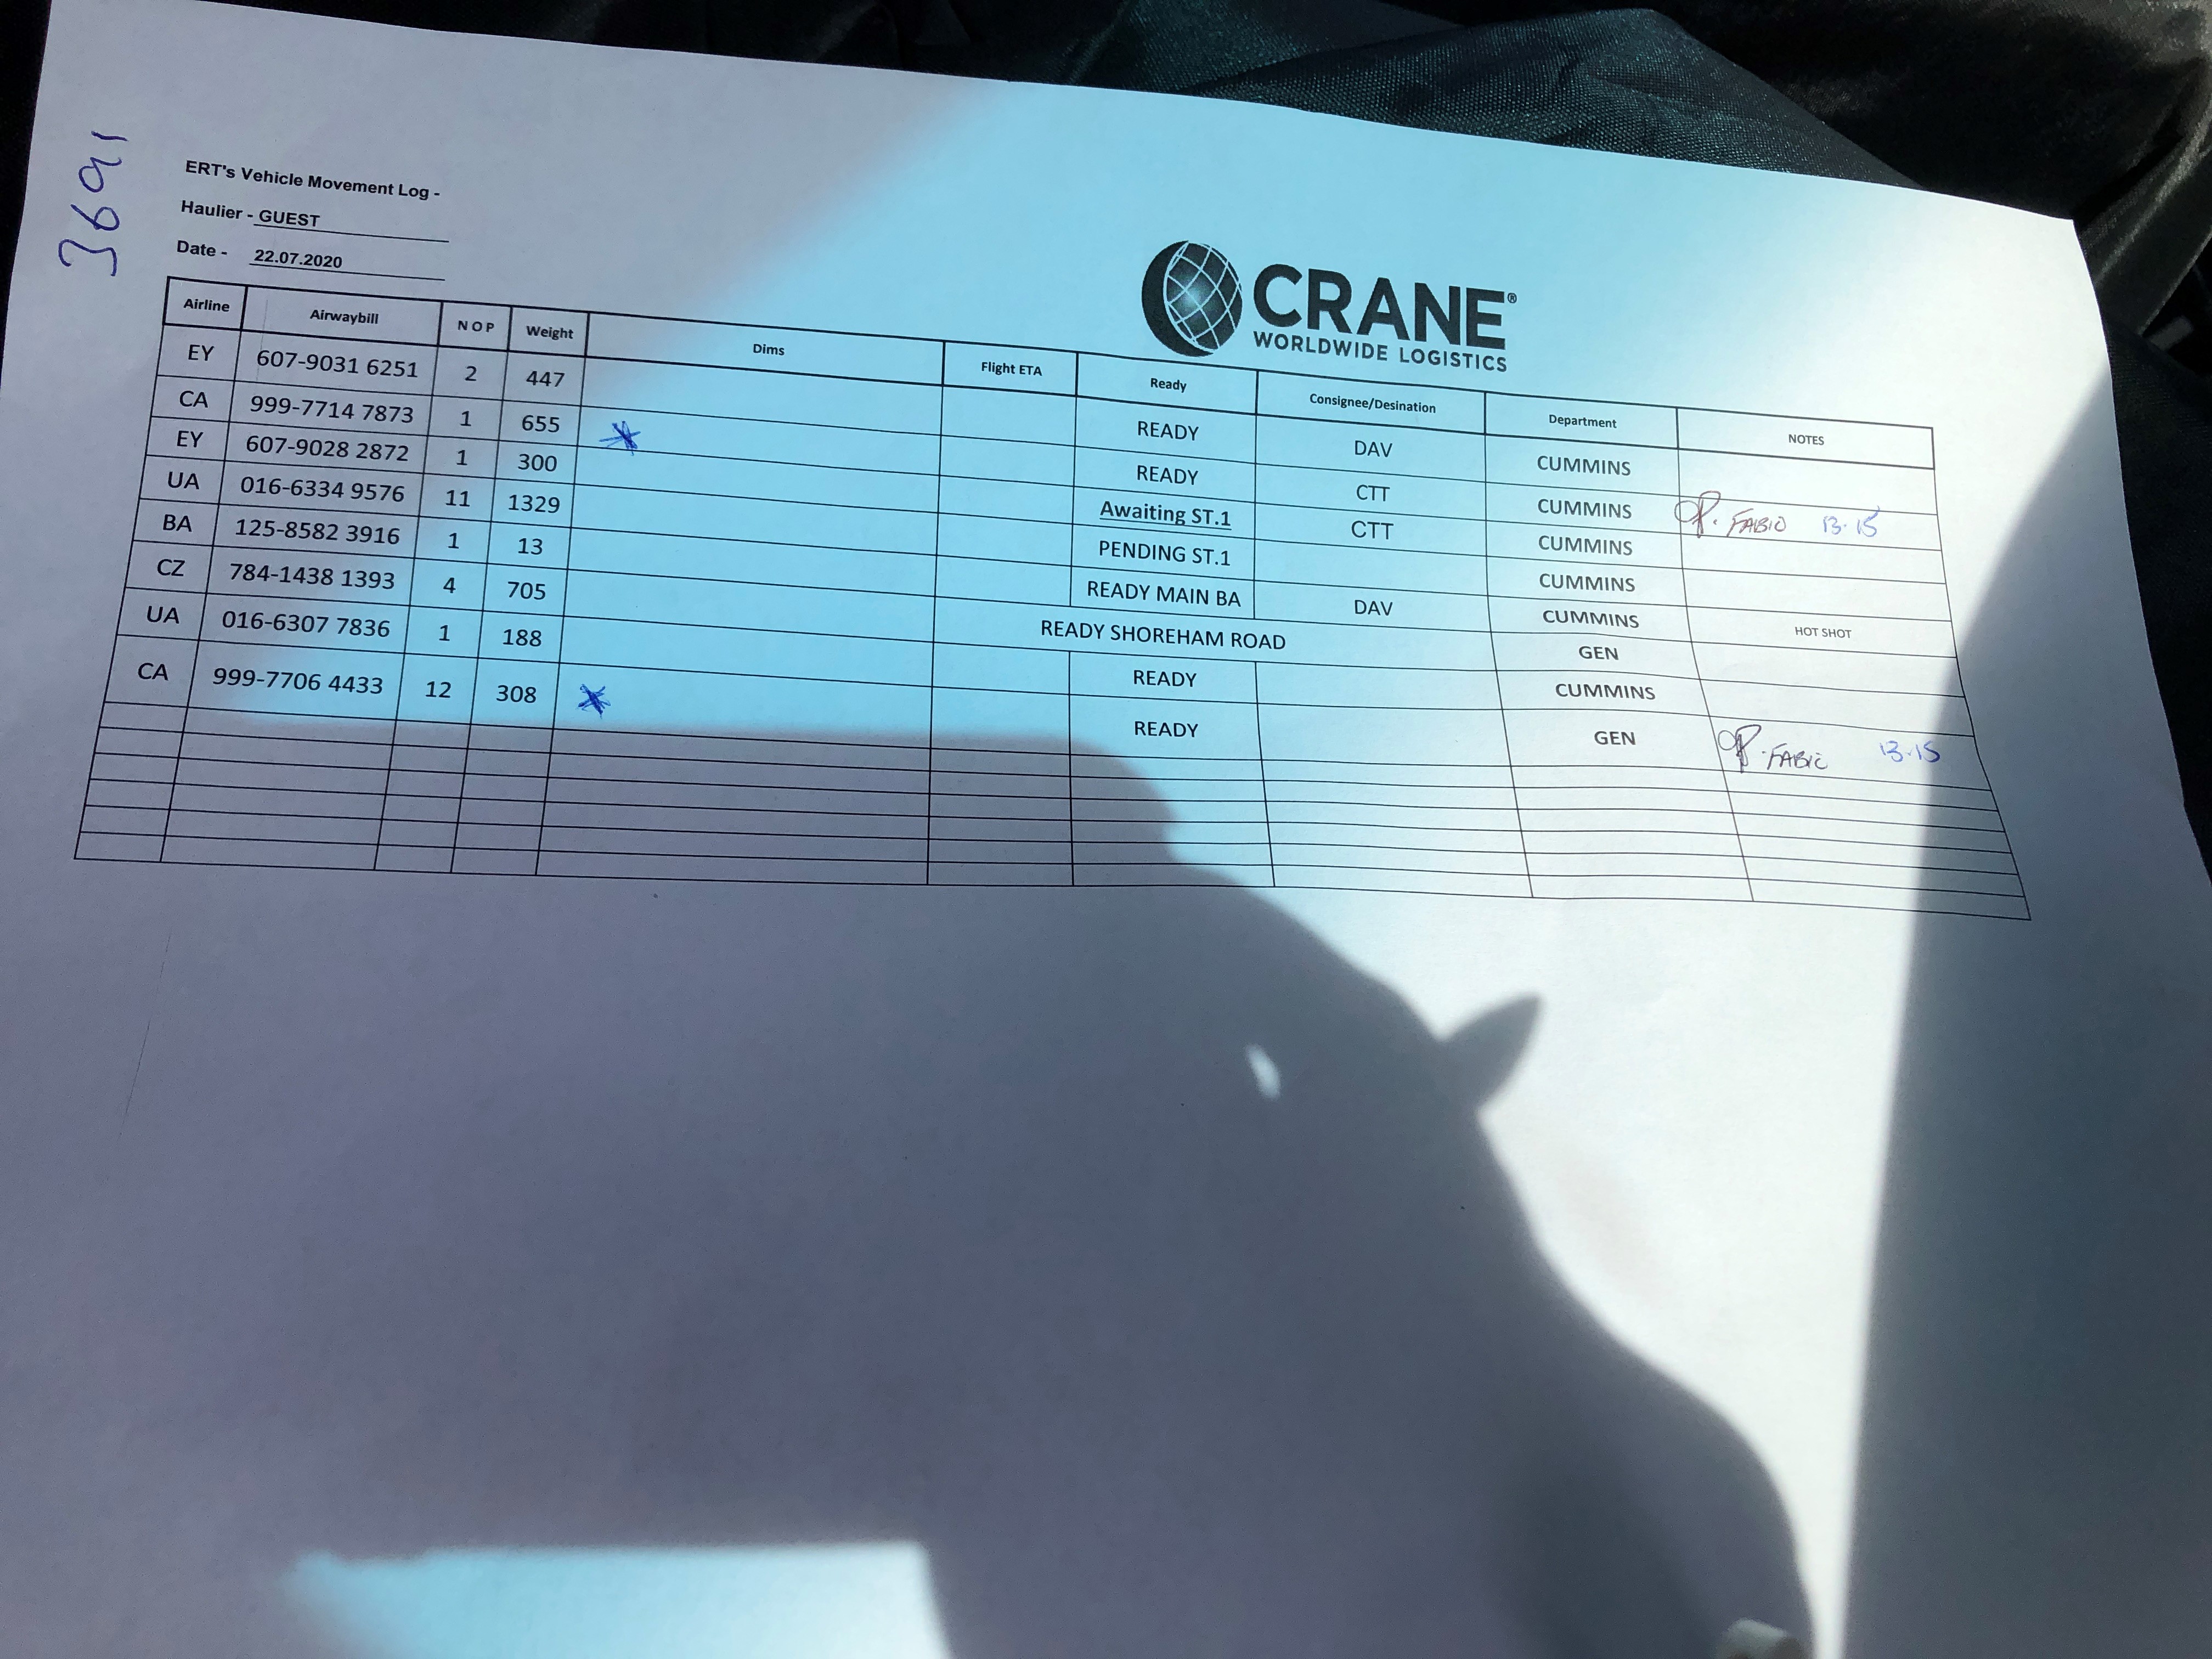 3691
ERT's Vehicle Movement Log -
Haulier - GUEST
Date - 22.07.2020
CRANE®
WORLDWIDE LOGISTICS
Airline Airwaybill N O P Weight Dims Flight ETA Ready Consignee/Desination Department NOTES
EY 607-9031 6251 2 447 READY DAV CUMMINS
CA 999-7714 7873 1 655 READY CTT CUMMINS FABIO 13.15
EY 607-9028 2872 1 300 Awaiting ST.1 CTT CUMMINS
UA 016-6334 9576 11 1329 PENDING ST.1 CUMMINS
BA 125-8582 3916 1 13 READY MAIN BA DAV CUMMINS HOT SHOT
CZ 784-1438 1393 4 705 READY SHOREHAM ROAD GEN
UA 016-6307 7836 1 188 READY CUMMINS
CA 999-7706 4433 12 308 READY GEN FABIO 13.15